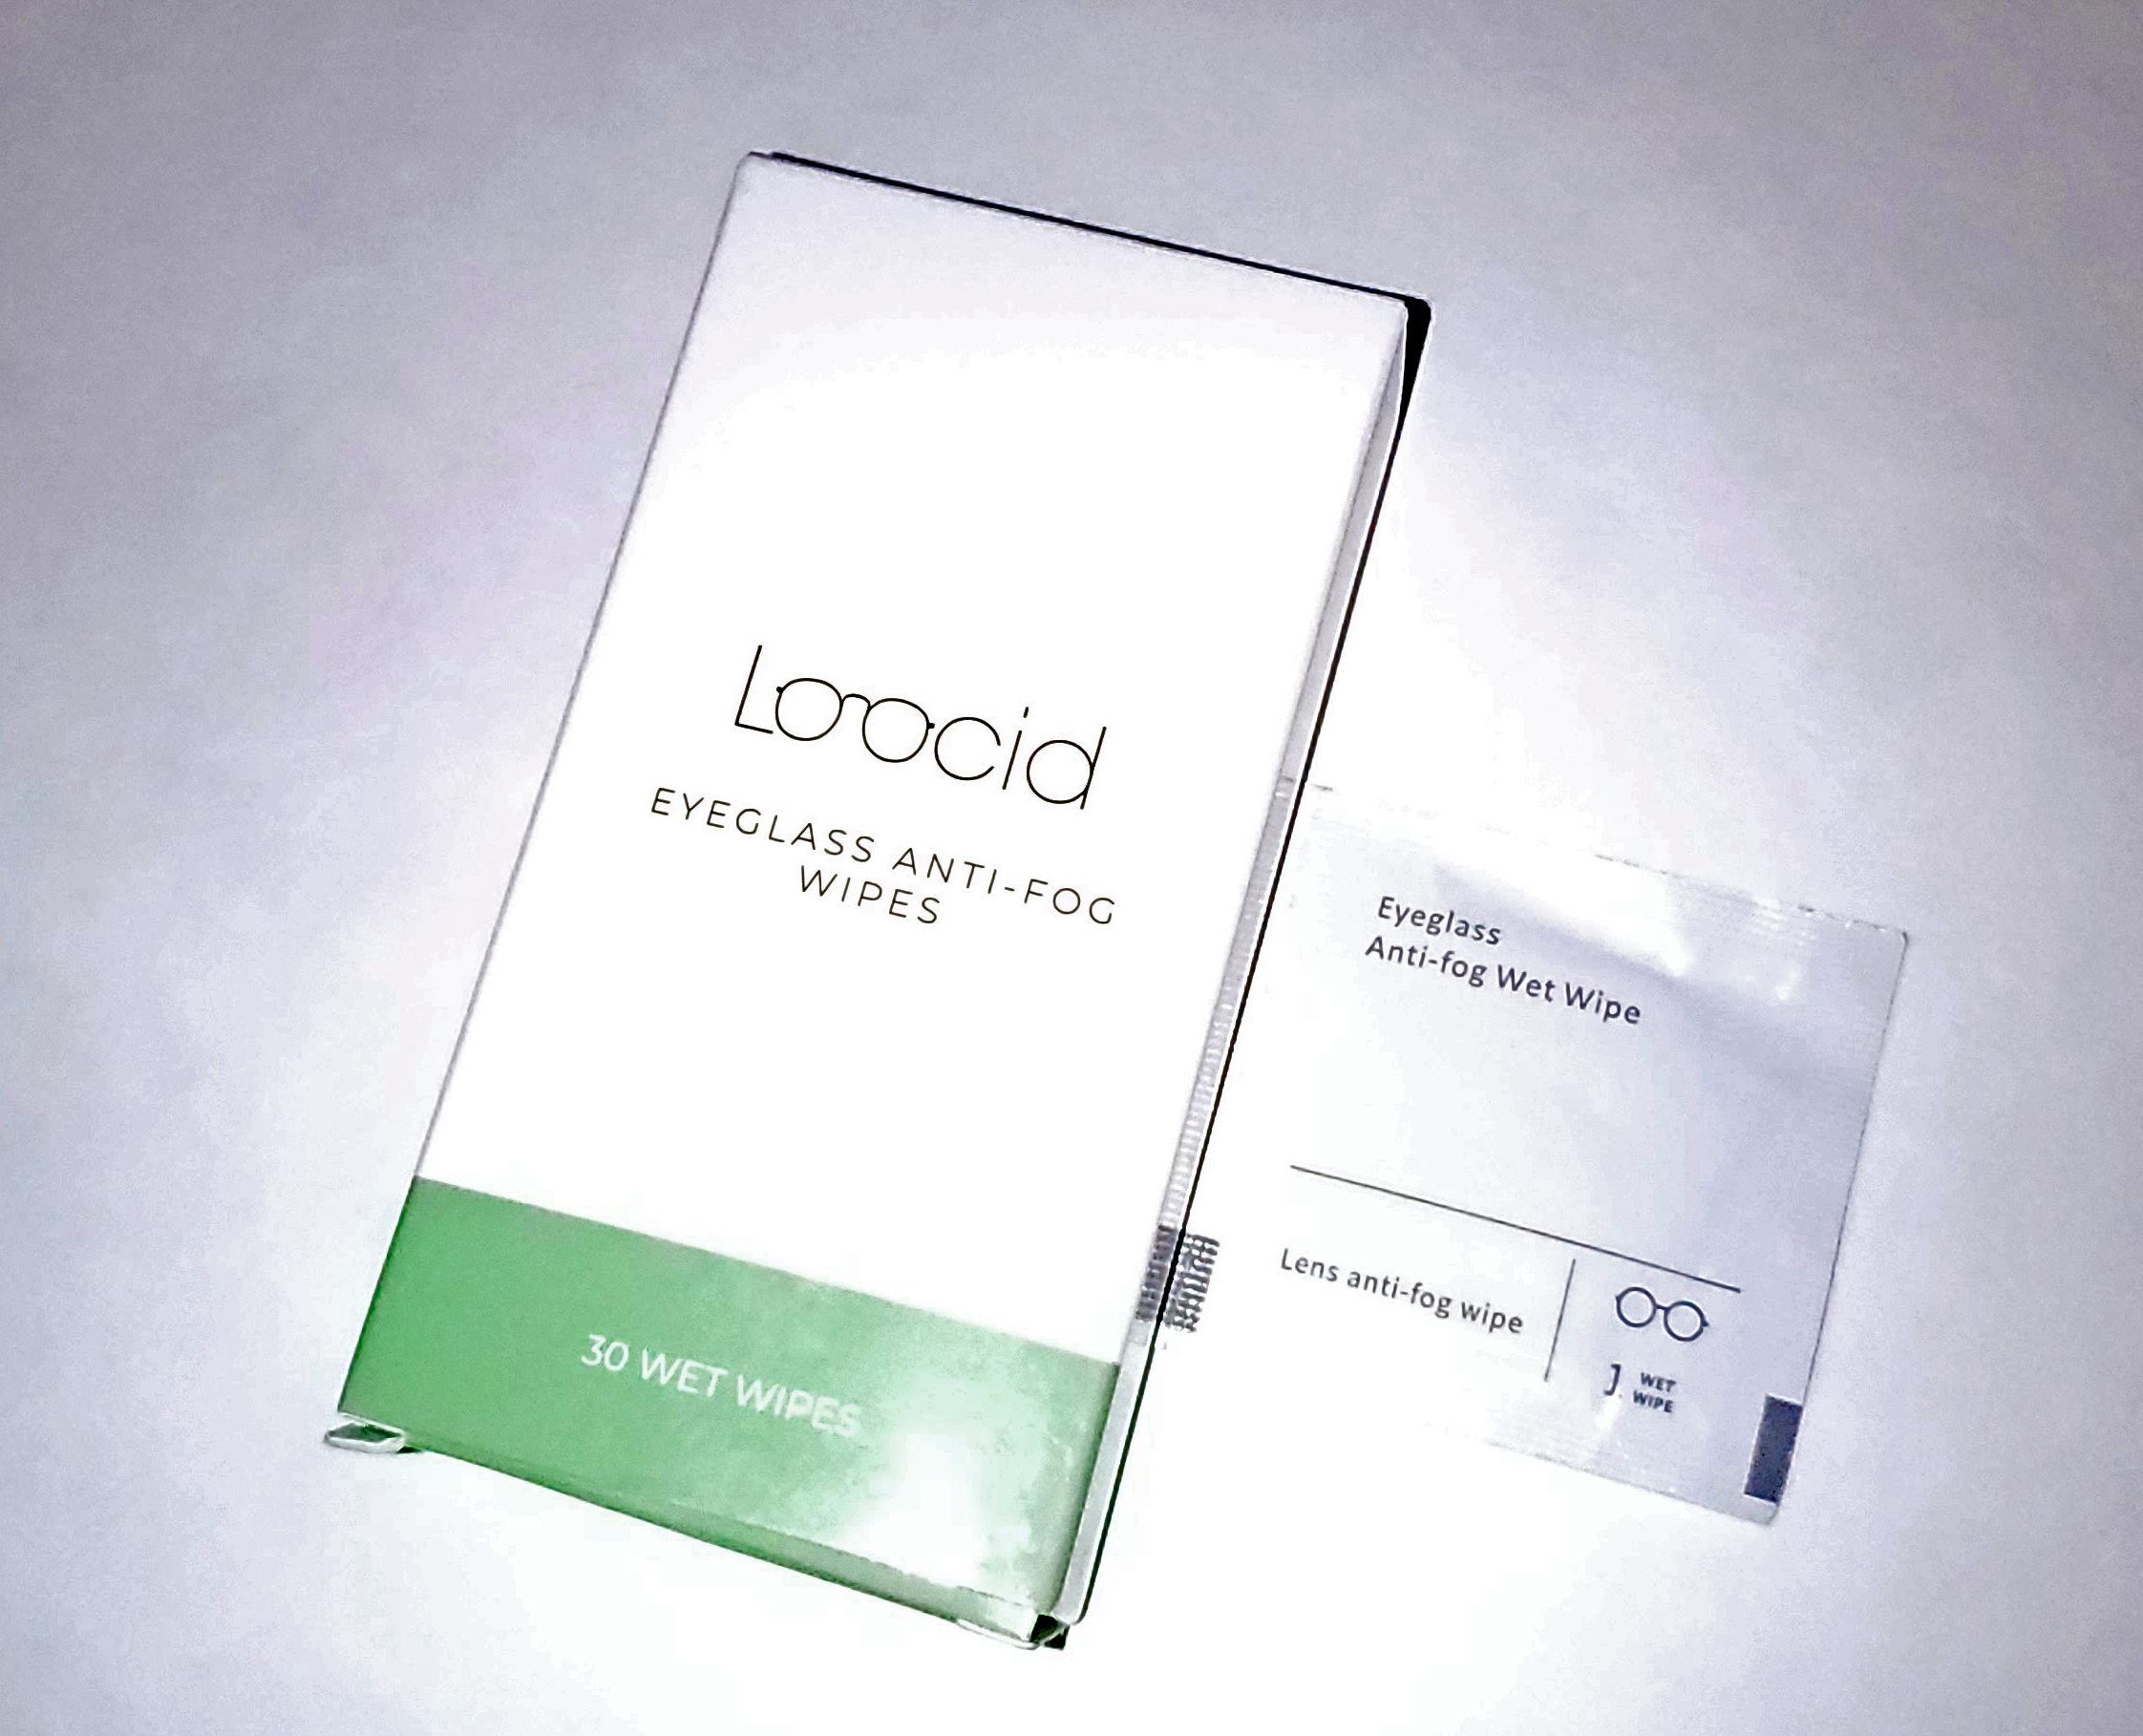 Loocid
EYEGLASS ANTI-FOG
WIPES
30 WET WIPES
Eyeglass
Anti-fog Wet Wipe
Lens anti-fog wipe
WET
WIPE